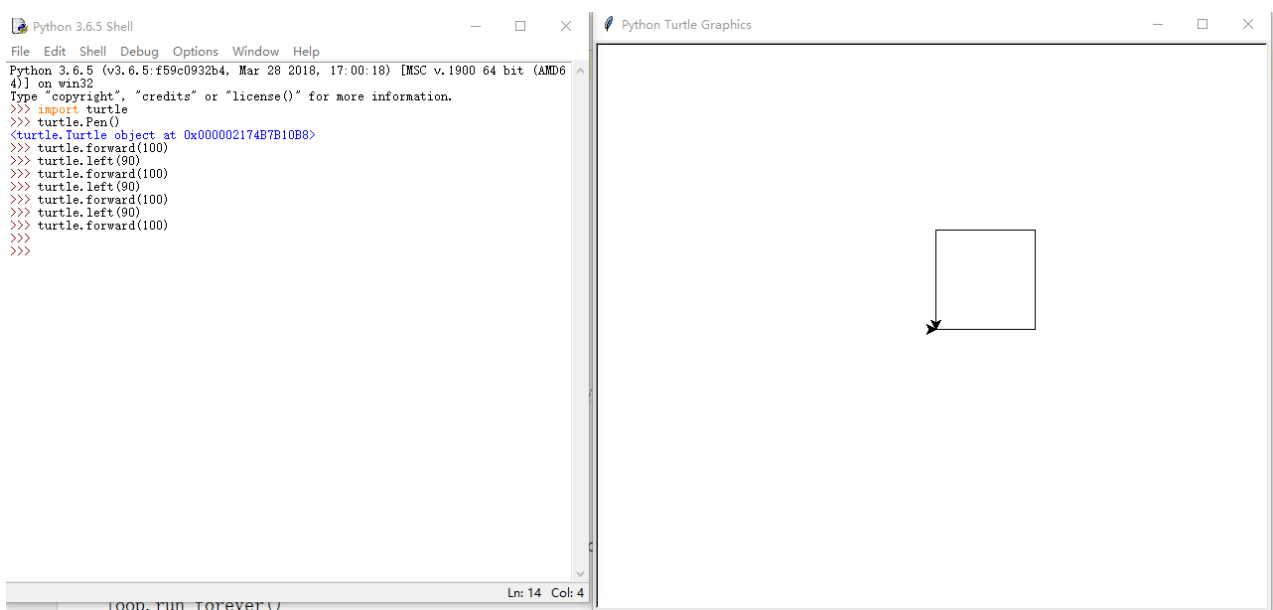 Python 3.6.5 Shell
File Edit Shell Debug Options Window Help
Python 3.6.5 (v3.6.5:f59c0932b4, Mar 28 2018, 17:00:18) [MSC v.1900 64 bit (AMD6
4)] on win32
Type "copyright", "credits" or "license()" for more information.
>>> import turtle
>>> turtle.Pen()
<turtle.Turtle object at 0x000002174B7B10B8>
>>> turtle.forward(100)
>>> turtle.left(90)
>>> turtle.forward(100)
>>> turtle.left(90)
>>> turtle.forward(100)
>>> turtle.left(90)
>>> turtle.forward(100)
>>>
>>>
Ln: 14 Col: 4
loop.run_forever()
Python Turtle Graphics